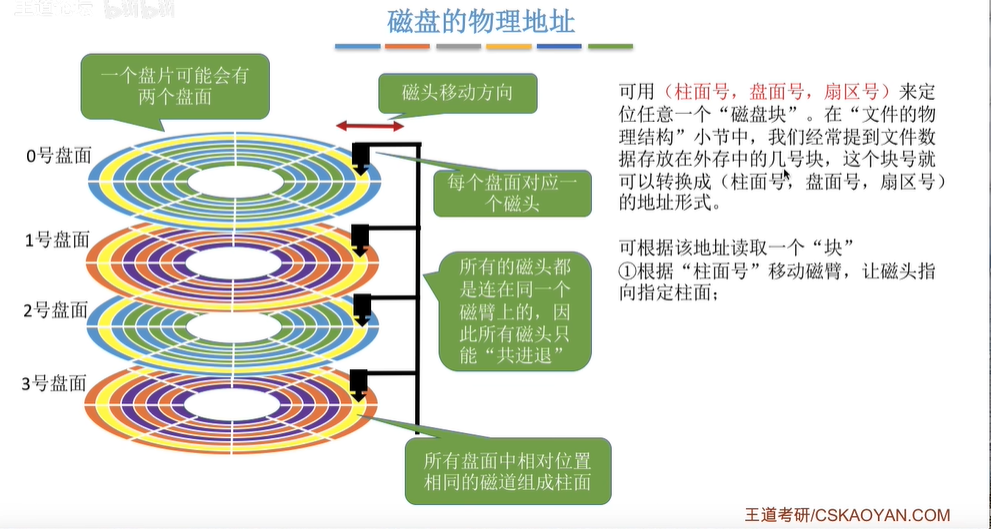 磁盘的物理地址
一个盘片可能会有
两个盘面
磁头移动方向
0号盘面
每个盘面对应一
个磁头
1号盘面
所有的磁头都
是连在同一个
磁臂上的，因
此所有磁头只
能“共进退”
2号盘面
3号盘面
所有盘面中相对位置
相同的磁道组成柱面
可用（柱面号，盘面号，扇区号）来定
位任意一个“磁盘块”。在“文件的物
理结构”小节中，我们经常提到文件数
据存放在外存中的几号块，这个块号就
可以转换成（柱面号，盘面号，扇区号）
的地址形式。
可根据该地址读取一个“块”
①根据“柱面号”移动磁臂，让磁头指
向指定柱面；
王道考研/CSKAOYAN.COM